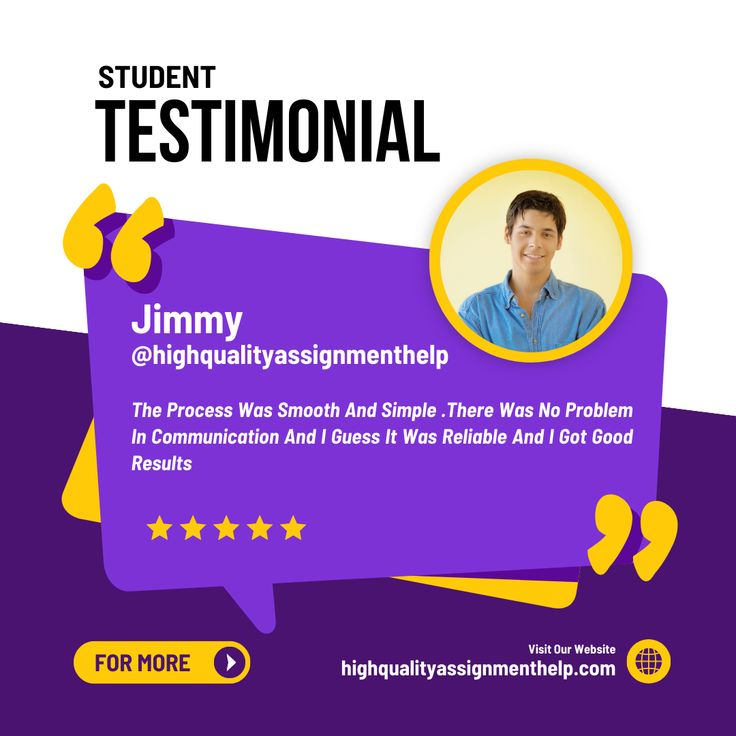 STUDENT
TESTIMONIAL
Jimmy
@highqualityassignmenthelp
The Process Was Smooth And Simple .There Was No Problem
In Communication And I Guess It Was Reliable And I Got Good
Results
FOR MORE
Visit Our Website
highqualityassignmenthelp.com